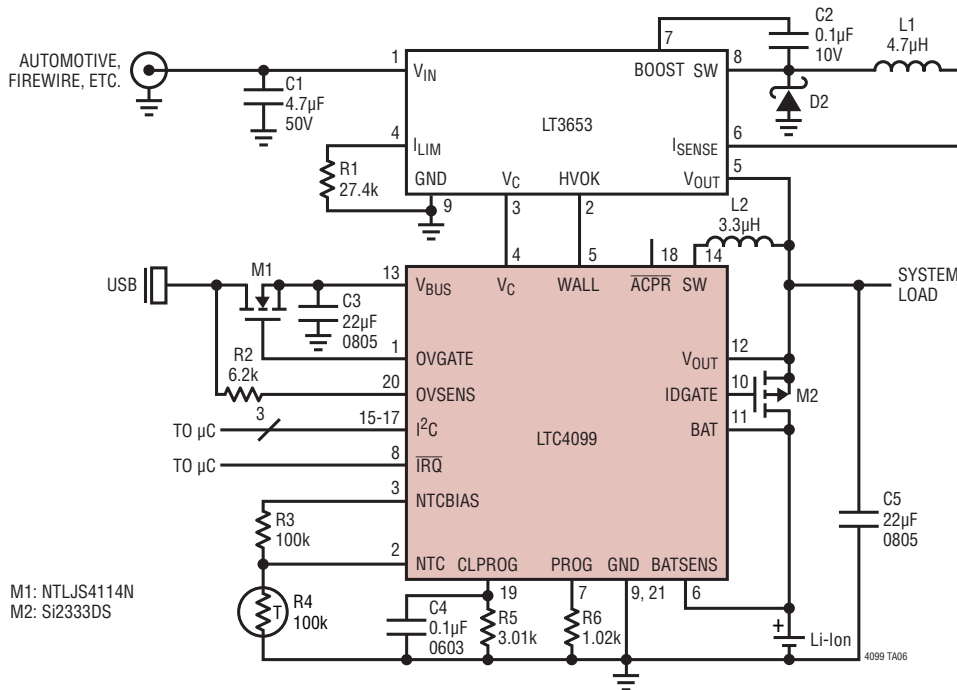 AUTOMOTIVE,
FIREWIRE, ETC.
C1
4.7µF
50V
1
VIN
4
ILIM
R1
27.4k
GND
9
VC
3
HVOK
2
LT3653
7
BOOST
SW
8
C2
0.1µF
10V
L1
4.7µH
D2
ISENSE
6
VOUT
5
L2
3.3µH
USB
M1
C3
22µF
0805
R2
6.2k
13
VBUS
4
VC
5
WALL
18
ACPR
14
SW
1
OVGATE
20
OVSENS
TO µC
3
15-17
I2C
TO µC
8
IRQ
3
NTCBIAS
2
NTC
R3
100k
T
R4
100k
LTC4099
VOUT
12
IDGATE
10
BAT
11
M2
SYSTEM
LOAD
C5
22µF
0805
CLPROG
19
PROG
7
GND
9, 21
BATSENS
6
C4
0.1µF
0603
R5
3.01k
R6
1.02k
+
Li-Ion
M1: NTLJS4114N
M2: Si2333DS
4099 TA06